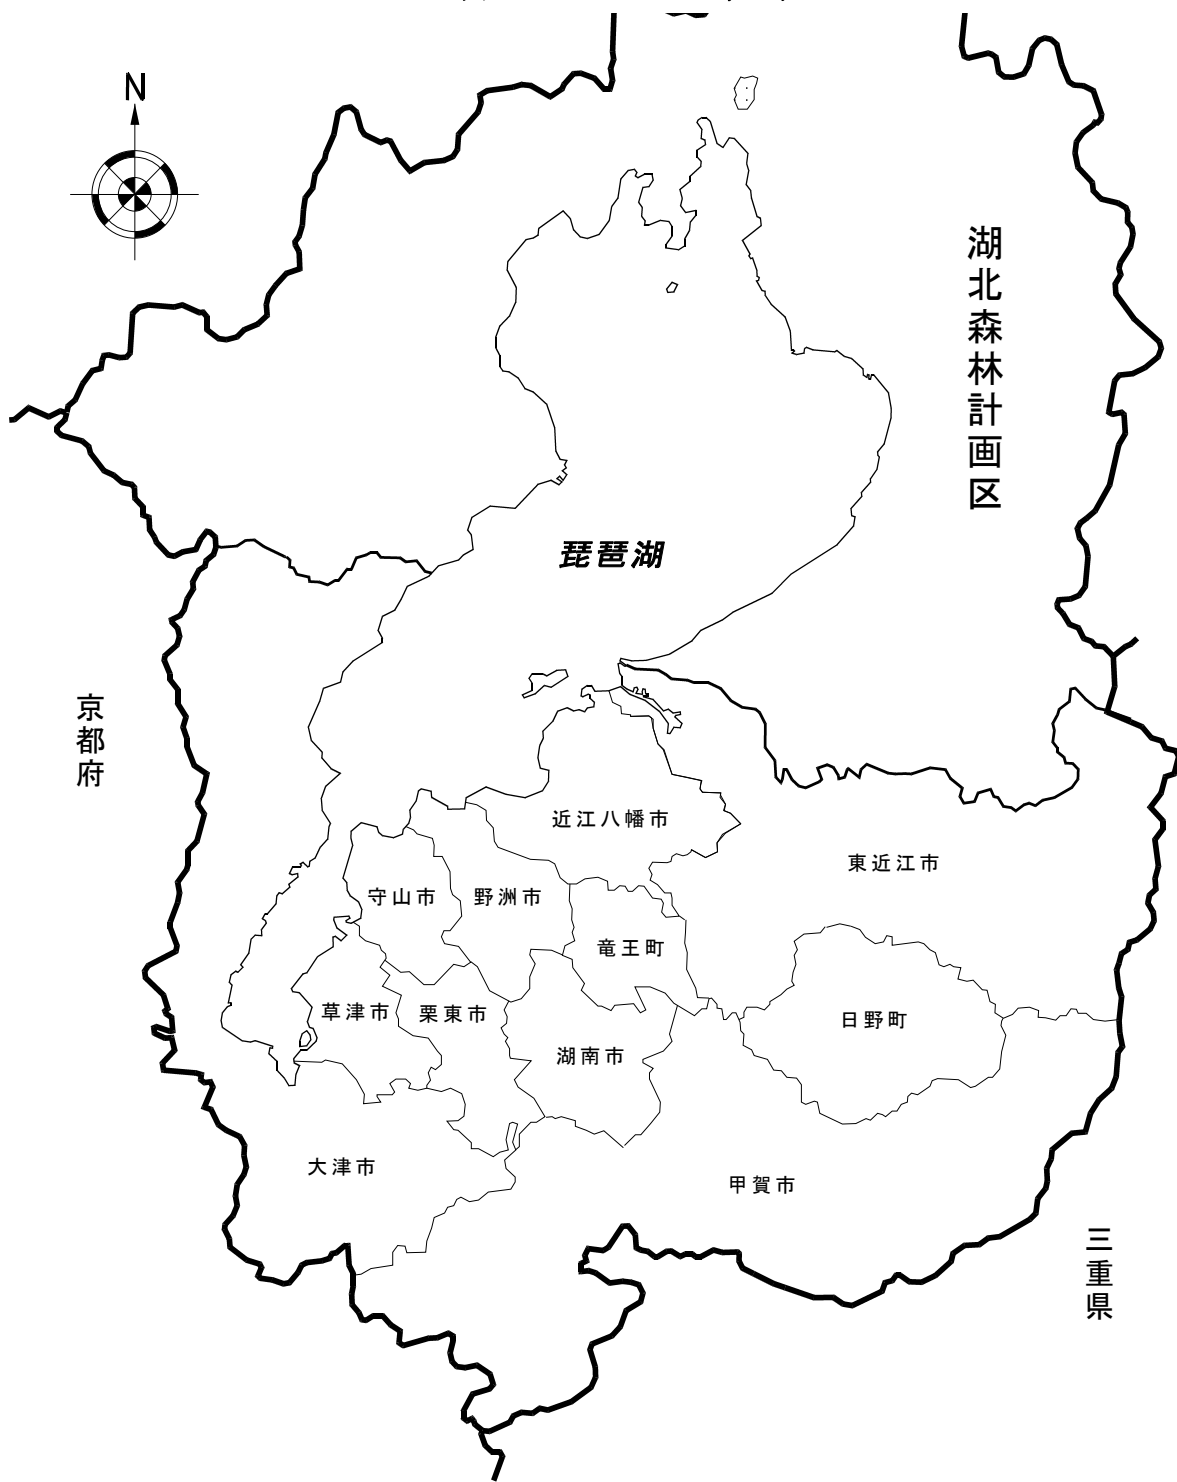 N
湖北森林計画区
琵琶湖
京都府
近江八幡市
東近江市
守山市
野洲市
竜王町
草津市
栗東市
日野町
湖南市
大津市
甲賀市
三重県